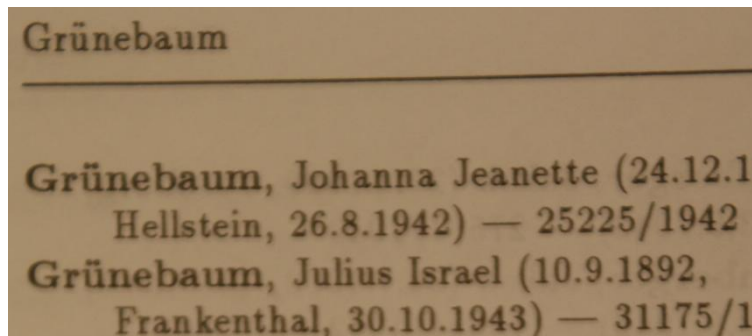 Grünebaum
Grünebaum, Johanna Jeanette (24.12.1
Hellstein, 26.8.1942) — 25225/1942
Grünebaum, Julius Israel (10.9.1892,
Frankenthal, 30.10.1943) — 31175/1